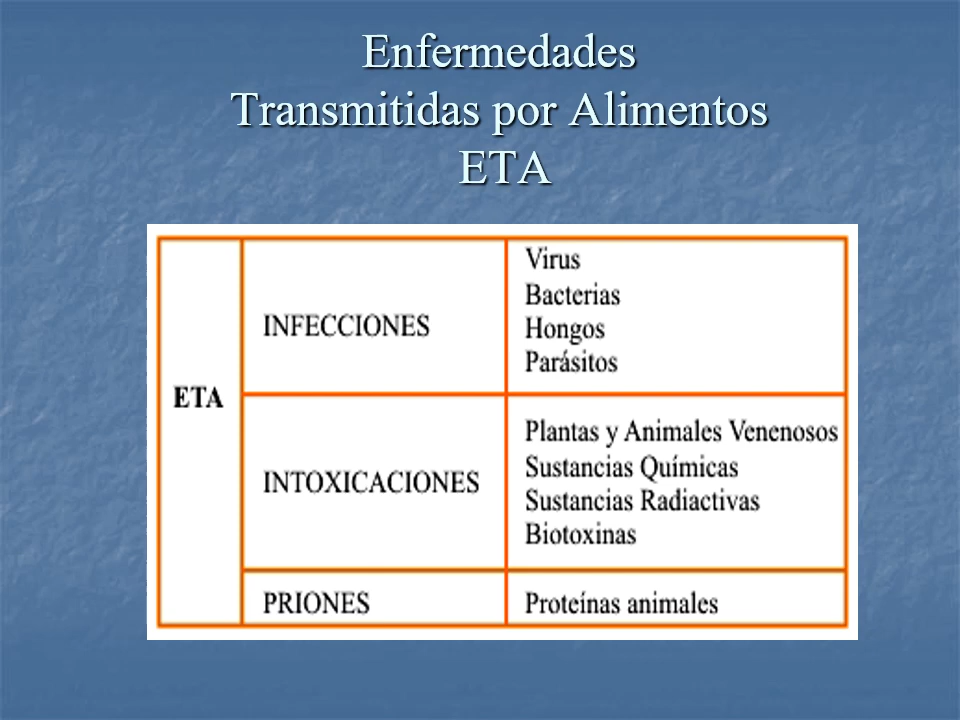 Enfermedades
Transmitidas por Alimentos
ETA
ETA
INFECCIONES
Virus
Bacterias
Hongos
Parásitos
INTOXICACIONES
Plantas y Animales Venenosos
Sustancias Químicas
Sustancias Radiactivas
Biotoxinas
PRIONES
Proteínas animales